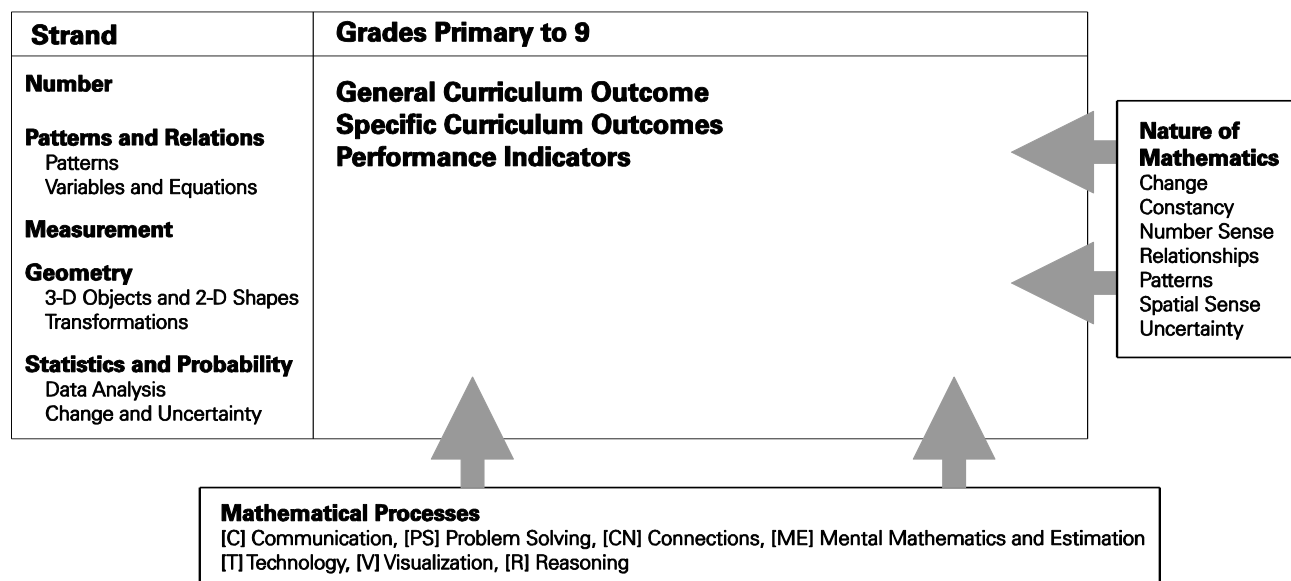 Strand
Grades Primary to 9
Number
Patterns and Relations
Patterns
Variables and Equations
Measurement
Geometry
3-D Objects and 2-D Shapes
Transformations
Statistics and Probability
Data Analysis
Change and Uncertainty
General Curriculum Outcome
Specific Curriculum Outcomes
Performance Indicators
Nature of
Mathematics
Change
Constancy
Number Sense
Relationships
Patterns
Spatial Sense
Uncertainty
Mathematical Processes
[C] Communication, [PS] Problem Solving, [CN] Connections, [ME] Mental Mathematics and Estimation
[T] Technology, [V] Visualization, [R] Reasoning